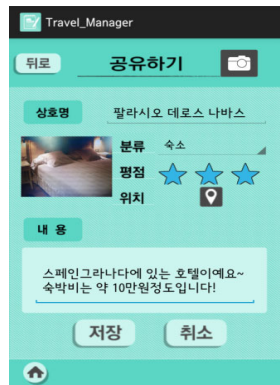 Travel_Manager
뒤로 공유하기
상호명 팔라시오 데로스 나바스
분류 숙소
평점
위치
내 용
스페인그라나다에 있는 호텔이예요~
숙박비는 약 10만원정도입니다!
저장 취소